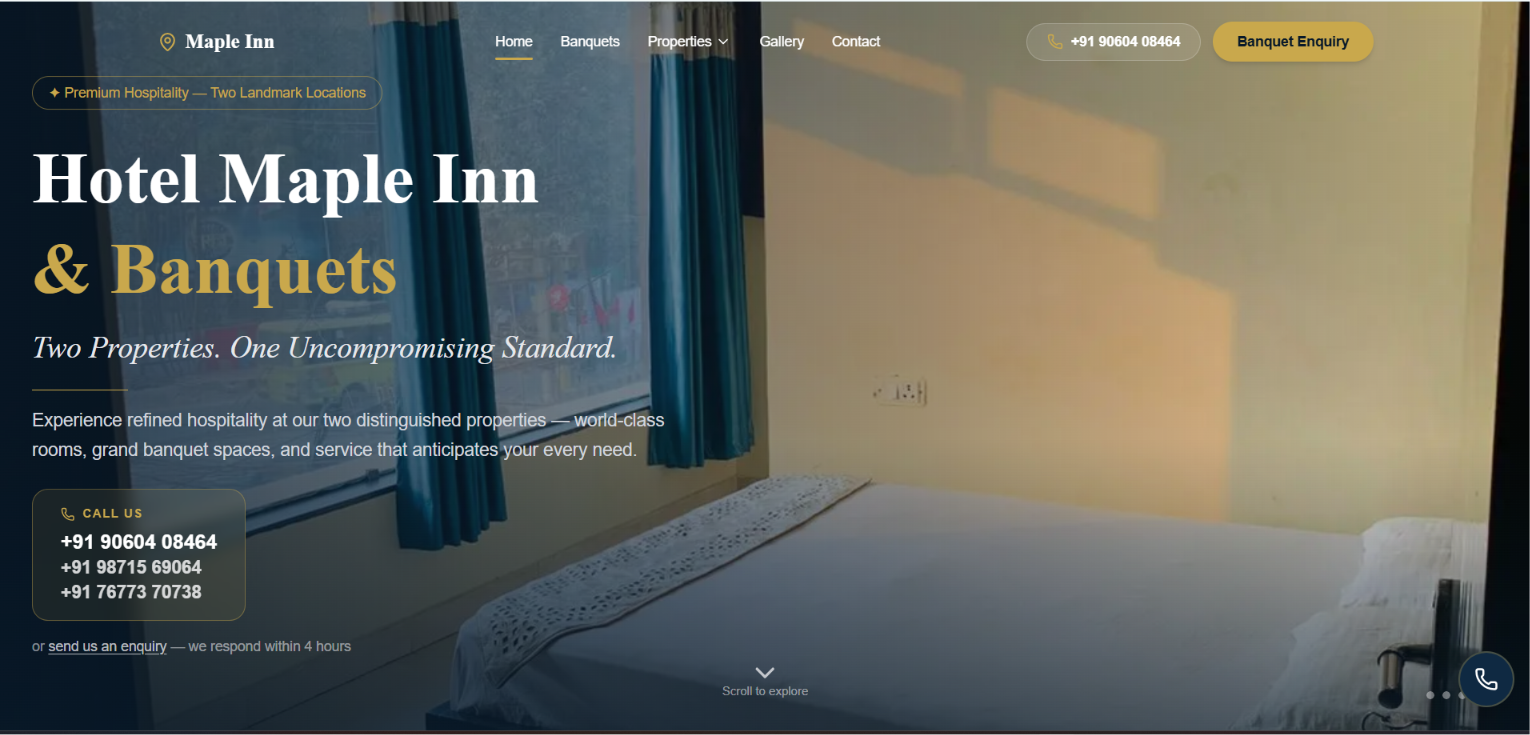 Maple Inn
Home
Banquets
Properties
Gallery
Contact
+91 90604 08464
Banquet Enquiry
✦ Premium Hospitality — Two Landmark Locations
Hotel Maple Inn
& Banquets
Two Properties. One Uncompromising Standard.
Experience refined hospitality at our two distinguished properties — world-class
rooms, grand banquet spaces, and service that anticipates your every need.
CALL US
+91 90604 08464
+91 98715 69064
+91 76773 70738
or send us an enquiry — we respond within 4 hours
Scroll to explore